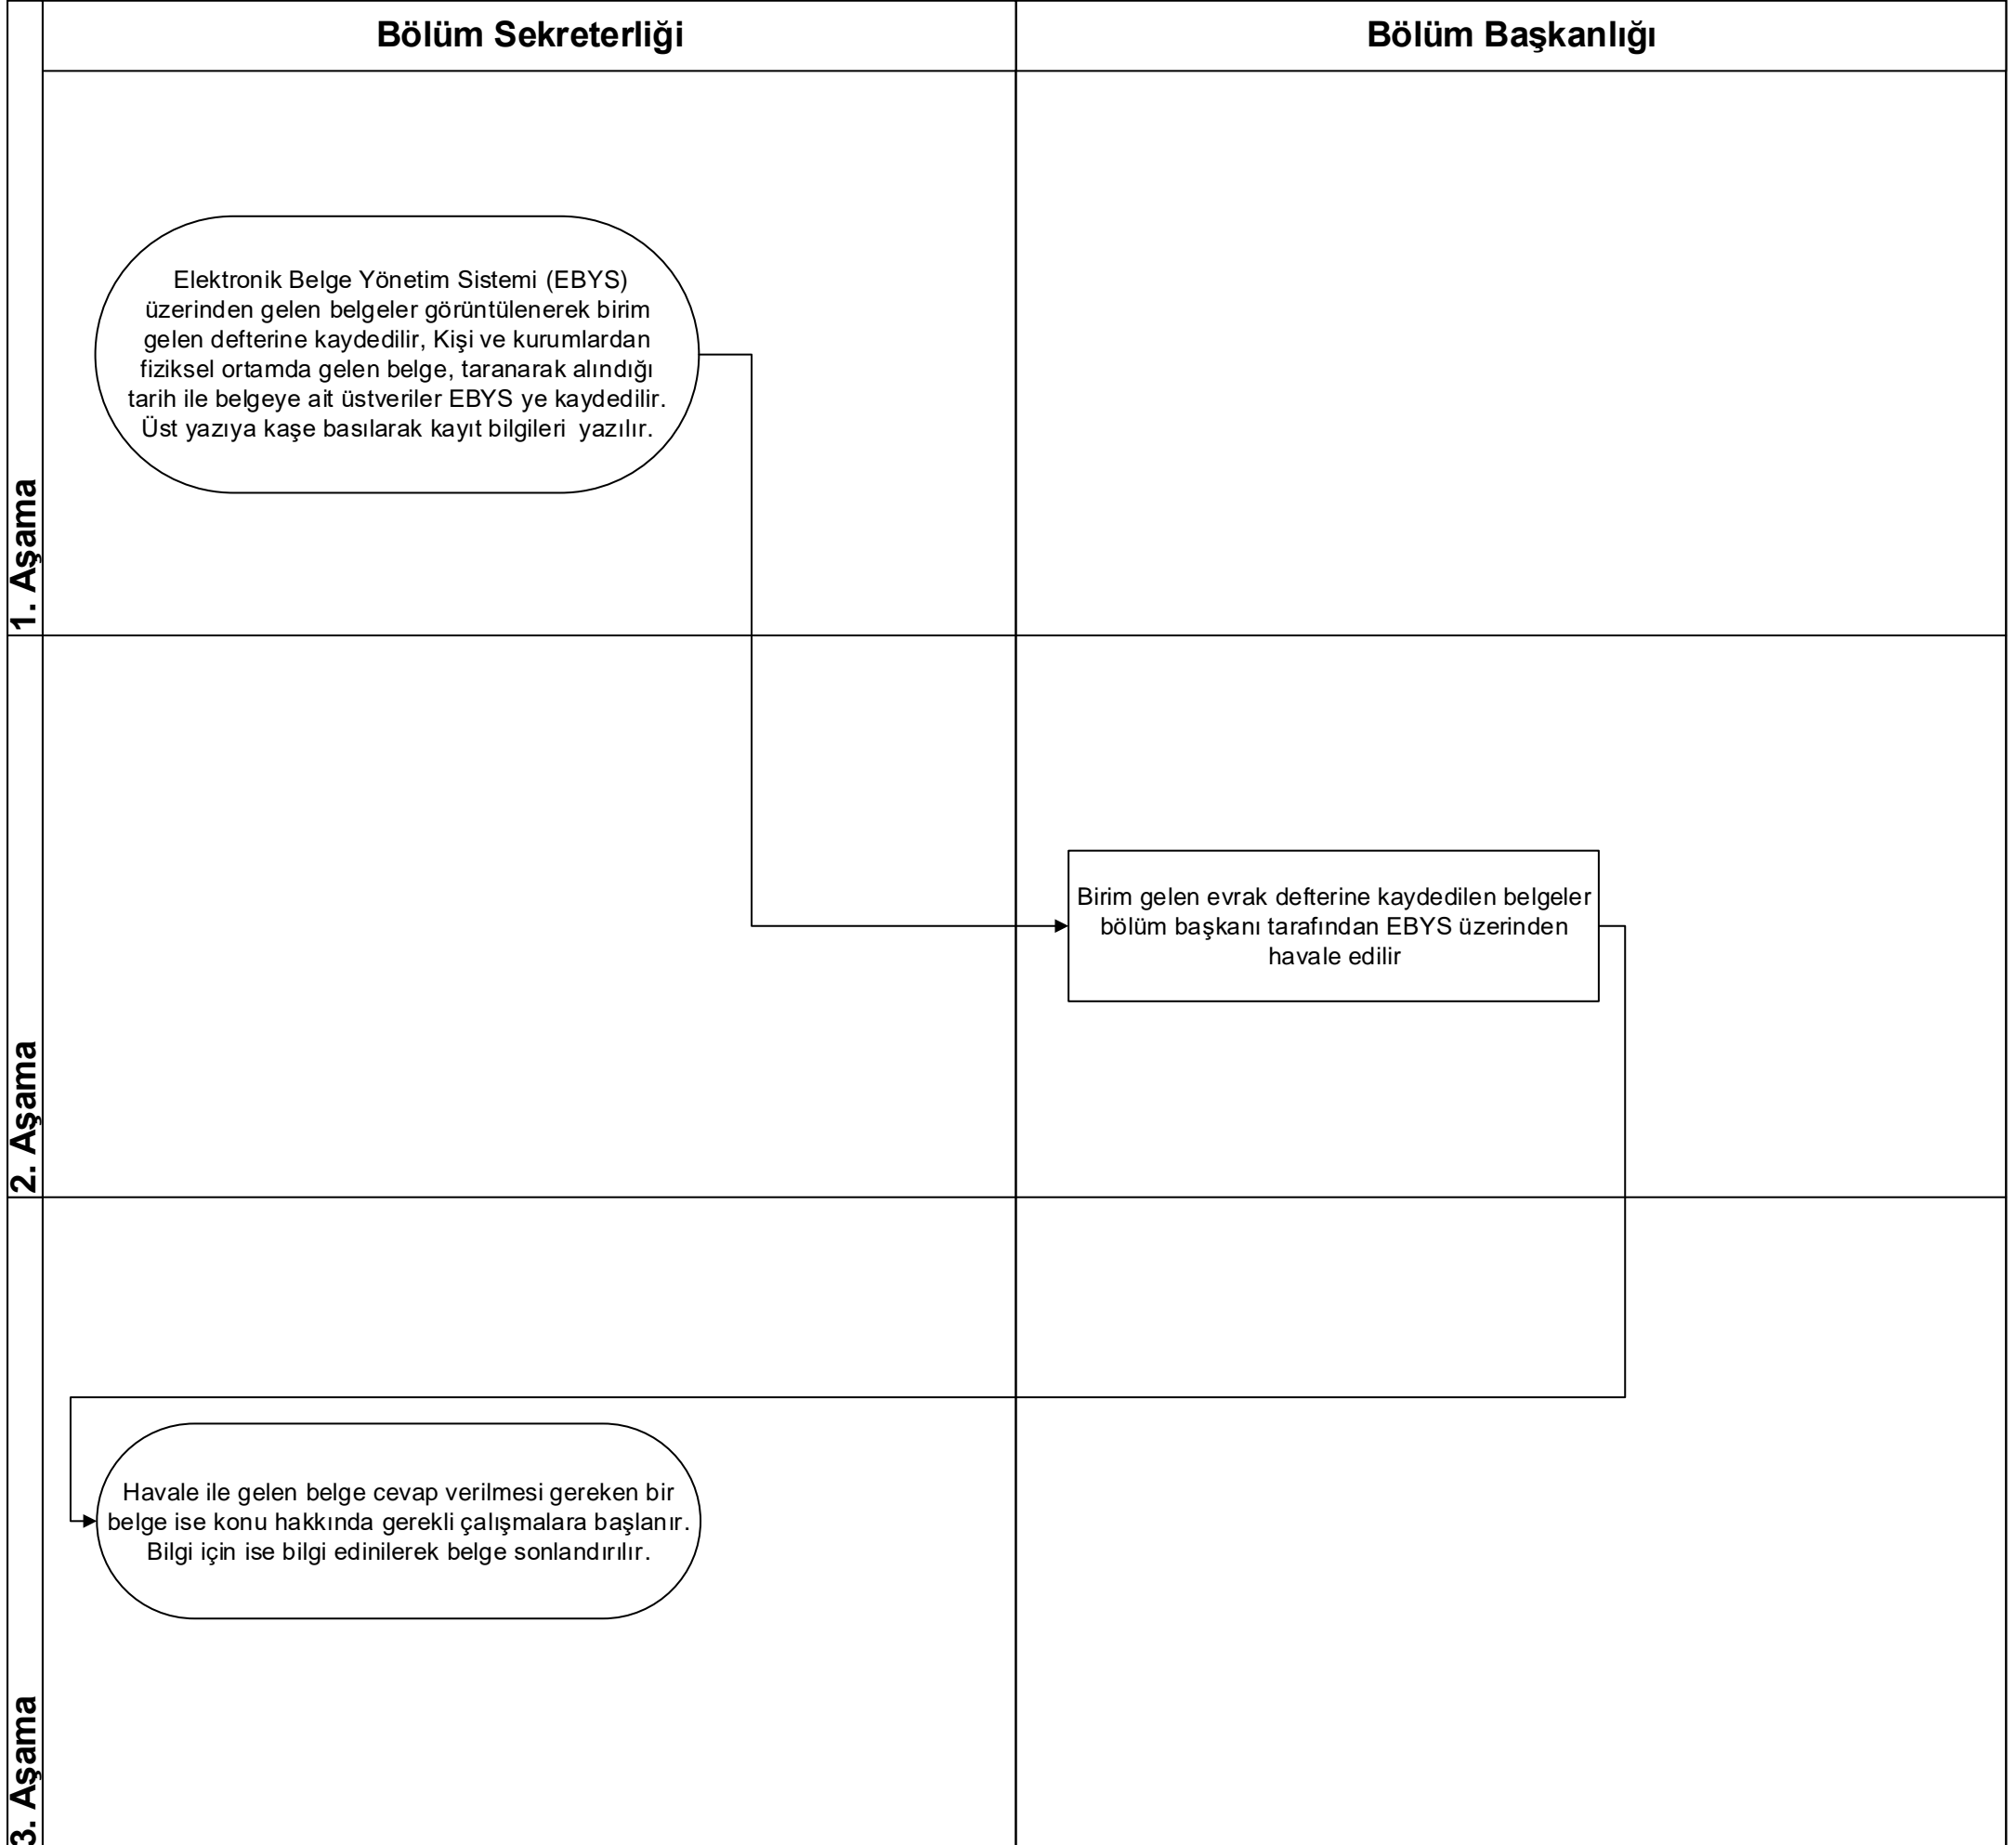 Bölüm Sekreterliği
Bölüm Başkanlığı
1. Aşama
Elektronik Belge Yönetim Sistemi (EBYS)
üzerinden gelen belgeler görüntülenerek birim
gelen defterine kaydedilir, Kişi ve kurumlardan
fiziksel ortamda gelen belge, taranarak alındığı
tarih ile belgeye ait üstveriler EBYS ye kaydedilir.
Üst yazıya kaşe basılarak kayıt bilgileri  yazılır.
2. Aşama
Birim gelen evrak defterine kaydedilen belgeler
bölüm başkanı tarafından EBYS üzerinden
havale edilir
3. Aşama
Havale ile gelen belge cevap verilmesi gereken bir
belge ise konu hakkında gerekli çalışmalara başlanır.
Bilgi için ise bilgi edinilerek belge sonlandırılır.